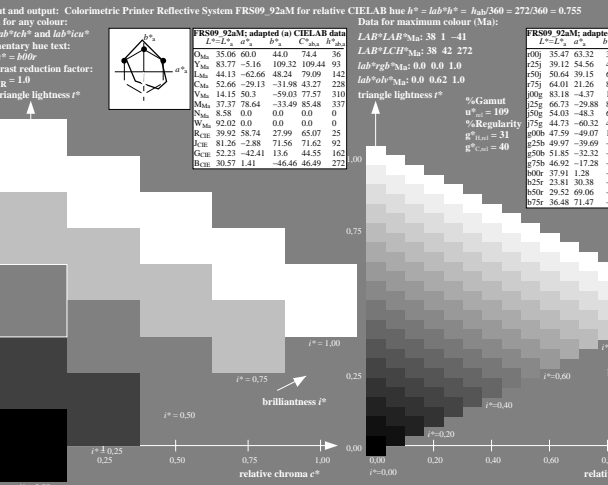 ut and output: Colorimetric Printer Reflective System FRS09_92aM for relative CIELAB hue h* = lab*h* = hab/360 = 272/360 = 0.755
for any colour:
ab*tch* and lab*icu*
mentary hue text:
* = b00r
rast reduction factor:
R = 1.0
riangle lightness t*
b*a
a*a
FRS09_92aM; adapted (a) CIELAB data
L*=L*a a*a b*a C*ab,a h*ab,a
OMa 35.06 60.0 44.0 74.4 36
YMa 83.77 −5.16 109.32 109.44 93
LMa 44.13 −62.66 48.24 79.09 142
CMa 52.66 −29.13 −31.98 43.27 228
VMa 14.15 50.3 −59.03 77.57 310
MMa 37.37 78.64 −33.49 85.48 337
NMa 8.58 0.0 0.0 0.0 0
WMa 92.02 0.0 0.0 0.0 0
RCIE 39.92 58.74 27.99 65.07 25
JCIE 81.26 −2.88 71.56 71.62 92
GCIE 52.23 −42.41 13.6 44.55 162
BCIE 30.57 1.41 −46.46 46.49 272
i* = 1,00
i* = 0,75
brilliantness i*
i* = 0,50
i* = 0,25
0,25 0,50 0,75 1,00
relative chroma c*
Data for maximum colour (Ma):
LAB*LAB*Ma: 38 1 −41
LAB*LCH*Ma: 38 42 272
lab*rgb*Ma: 0.0 0.0 1.0
lab*olv*Ma: 0.0 0.62 1.0
triangle lightness t*
%Gamut
u*rel = 109
%Regularity
g*H,rel = 31
g*C,rel = 40
FRS09_92aM; adapte
L*=L*a a*a b
r00j 35.47 63.32
r25j 39.12 54.56
r50j 50.64 39.15
r75j 64.01 21.26
j00g 83.18 −4.37
j25g 66.73 −29.88
j50g 54.03 −48.3
j75g 44.73 −60.32
g00b 47.59 −49.07
g25b 49.97 −39.69
g50b 51.85 −32.32
g75b 46.92 −17.28
b00r 37.91 1.28
b25r 23.81 30.38
b50r 29.52 69.06
b75r 36.48 71.47
1,00
0,75
0,25
0,00
i*=0,60
i*=0,40
i*=0,20
i*=0,00
0,00 0,20 0,40 0,60
relative chroma c*